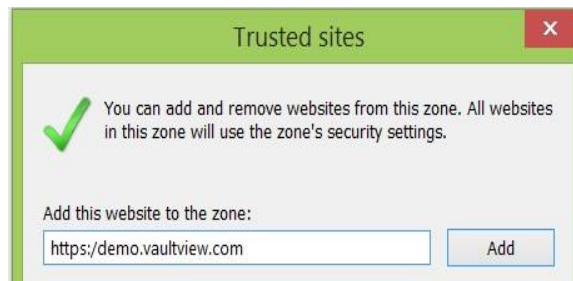 Trusted sites
x
You can add and remove websites from this zone. All websites
in this zone will use the zone's security settings.
Add this website to the zone:
https:/demo.vaultview.com
Add